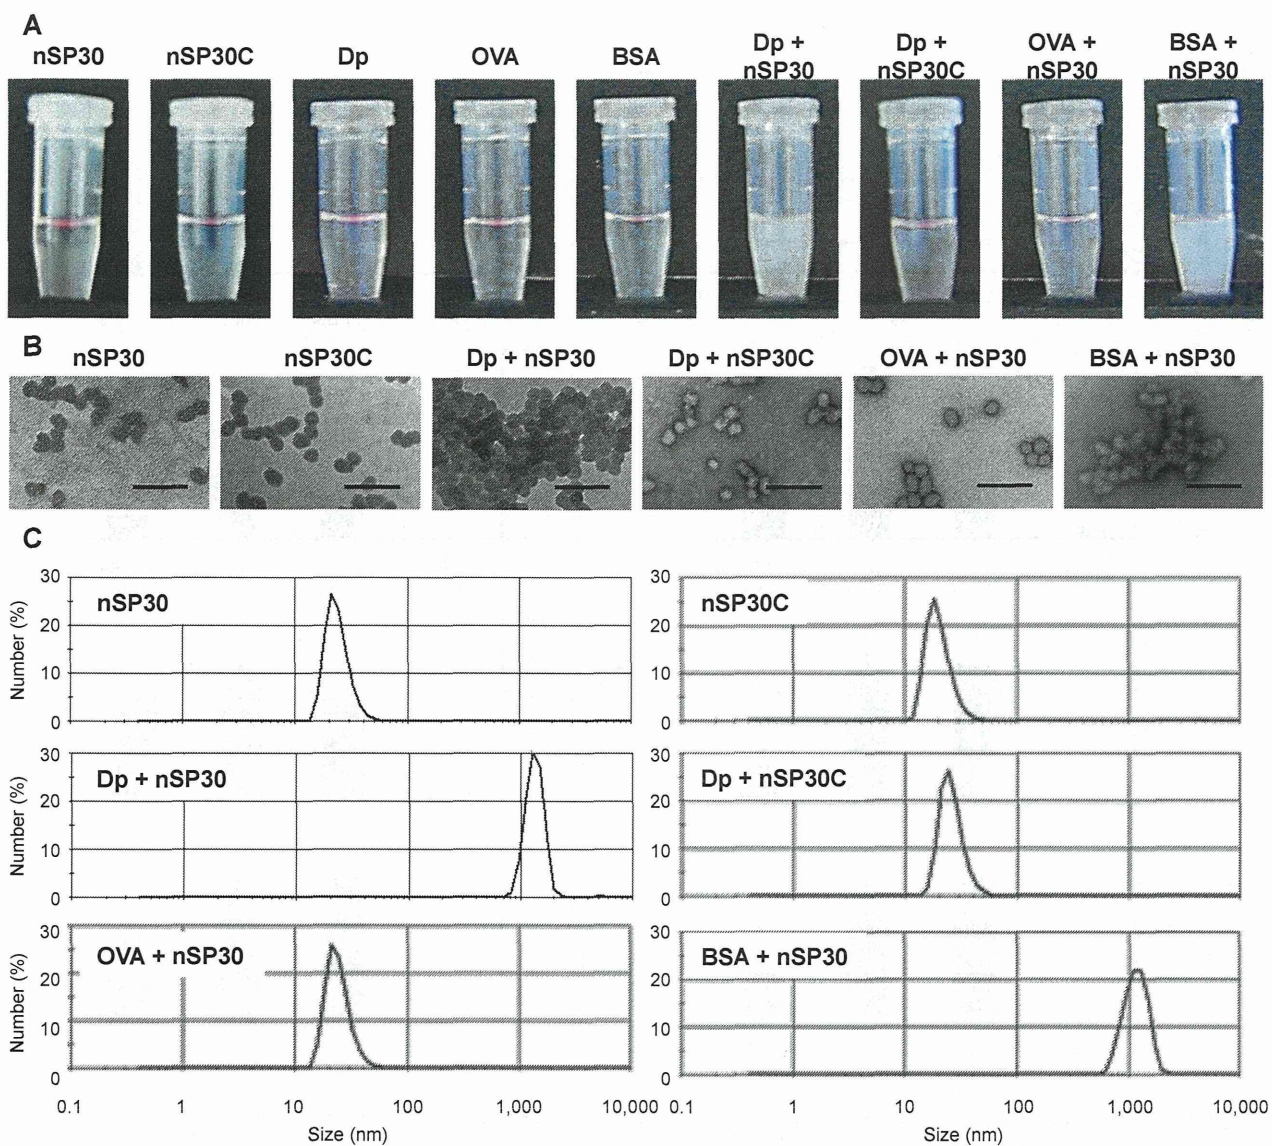 A
nSP30 nSP30C Dp OVA BSA Dp + nSP30 Dp + nSP30C OVA + nSP30 BSA + nSP30
B
nSP30 nSP30C Dp + nSP30 Dp + nSP30C OVA + nSP30 BSA + nSP30
C
30
20
10
0
Number (%)
nSP30
30
20
10
0
nSP30C
30
20
10
0
Number (%)
Dp + nSP30
30
20
10
0
Dp + nSP30C
30
20
10
0
Number (%)
OVA + nSP30
30
20
10
0
BSA + nSP30
0.1 1 10 100 1,000 10,000
Size (nm)
0.1 1 10 100 1,000 10,000
Size (nm)